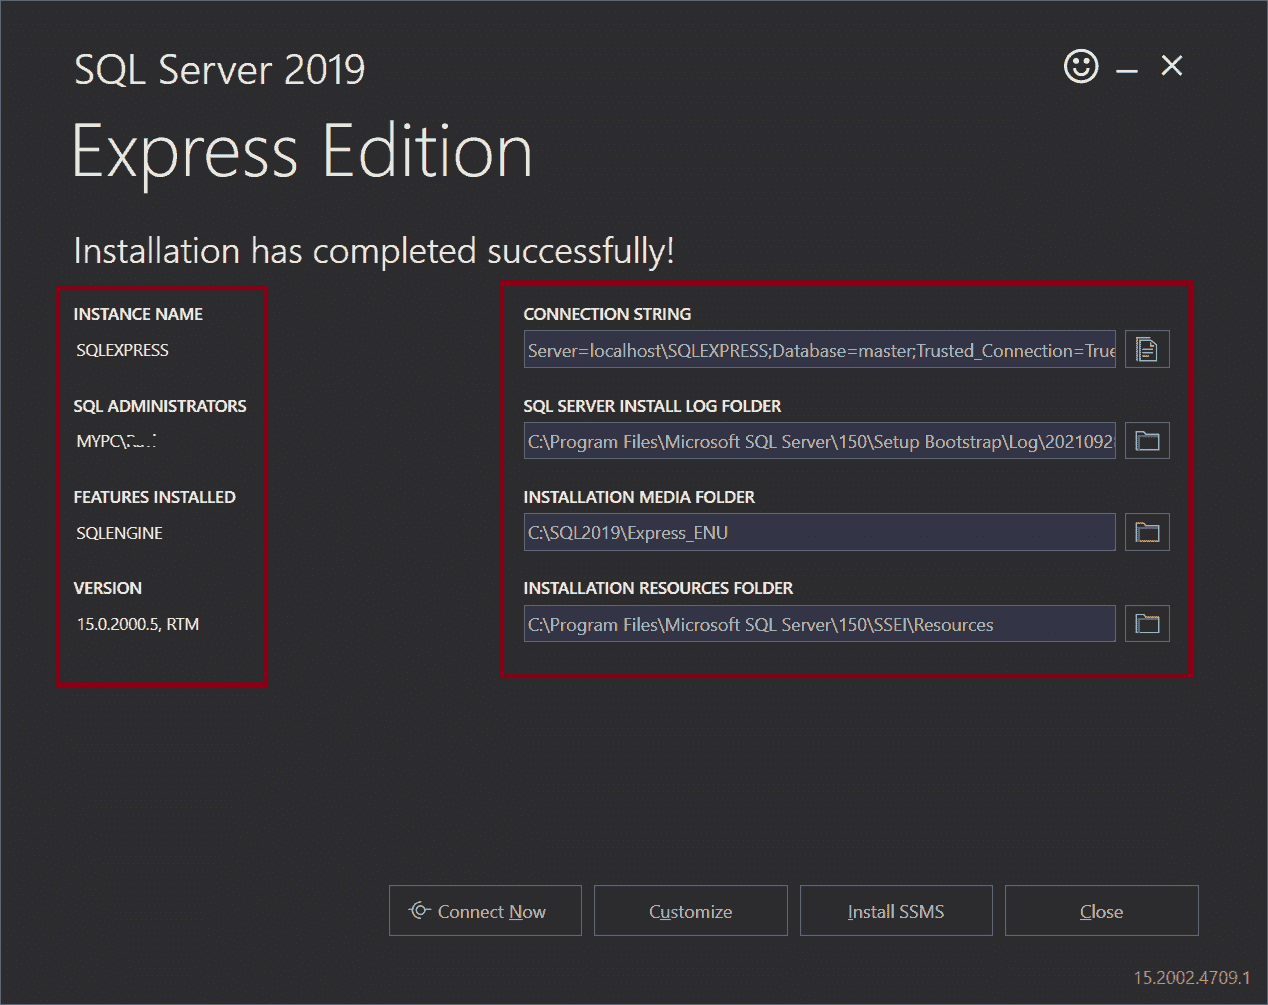 SQL Server 2019
Express Edition
Installation has completed successfully!
INSTANCE NAME
SQLEXPRESS
SQL ADMINISTRATORS
MYPC\
FEATURES INSTALLED
SQLENGINE
VERSION
15.0.2000.5, RTM
CONNECTION STRING
Server=localhost\SQLEXPRESS;Database=master;Trusted_Connection=True
SQL SERVER INSTALL LOG FOLDER
C:\Program Files\Microsoft SQL Server\150\Setup Bootstrap\Log\2021092
INSTALLATION MEDIA FOLDER
C:\SQL2019\Express_ENU
INSTALLATION RESOURCES FOLDER
C:\Program Files\Microsoft SQL Server\150\SSEI\Resources
Connect Now
Customize
Install SSMS
Close
15.2002.4709.1